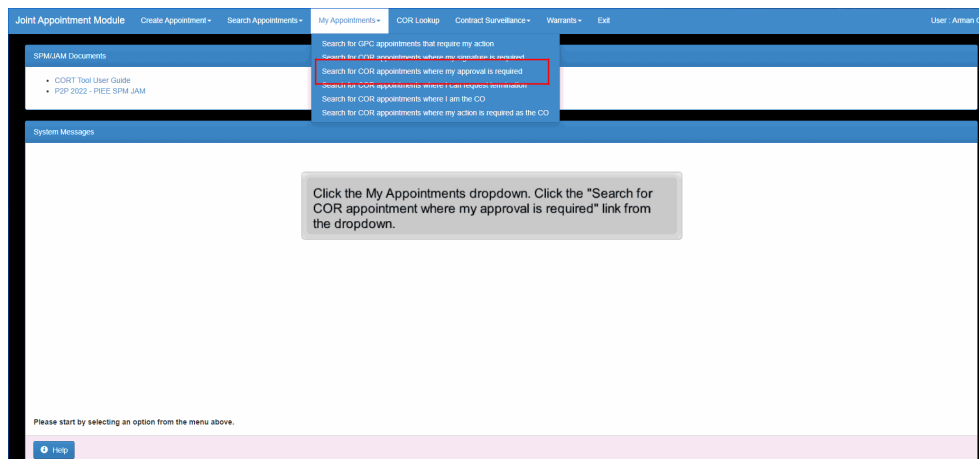 Joint Appointment Module Create Appointment Search Appointments My Appointments COR Lookup Contract Surveillance Warrants Exit User : Arman
Search for GPC appointments that require my action
SPM/JAM Documents
Search for COR appointments where my signature is required
Search for COR appointments where my approval is required
CORT Tool User Guide
Search for COR appointments where I can request termination
P2P 2022 - PIEE SPM JAM
Search for COR appointments where I am the CO
Search for COR appointments where my action is required as the CO
System Messages
Click the My Appointments dropdown. Click the "Search for
COR appointment where my approval is required" link from
the dropdown.
Please start by selecting an option from the menu above.
Help